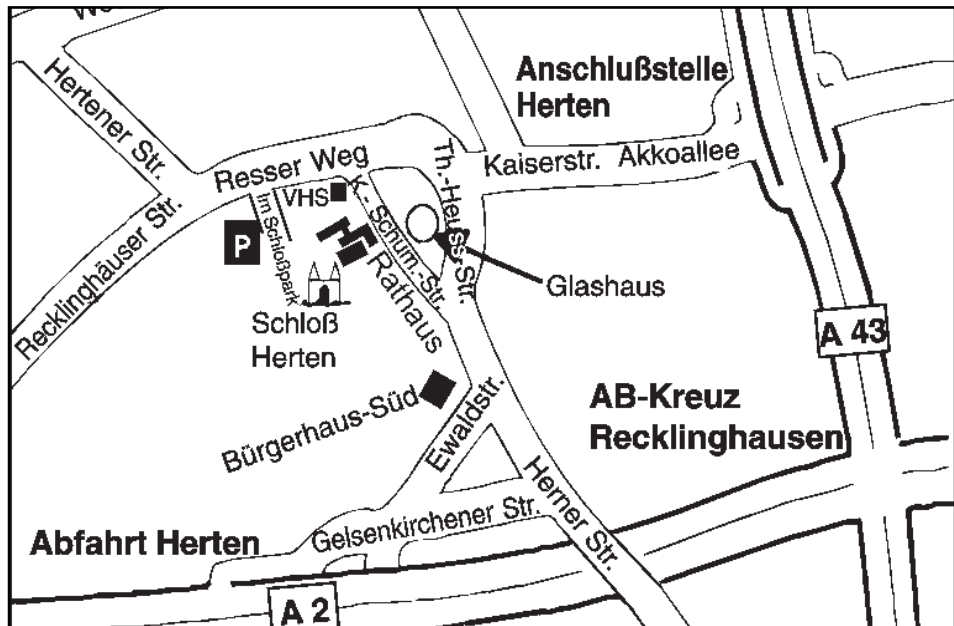 Anschlußstelle
Herten
Hertener Str.
Resser Weg
Th.-Heuss-Str.
Kaiserstr.
Akkoallee
VHS
K.-Schum.-Str.
Im Schloßpark
P
Recklinghäuser Str.
Rathaus
Glashaus
Schloß
Herten
A 43
Bürgerhaus-Süd
Ewaldstr.
AB-Kreuz
Recklinghausen
Herner Str.
Gelsenkirchener Str.
Abfahrt Herten
A 2